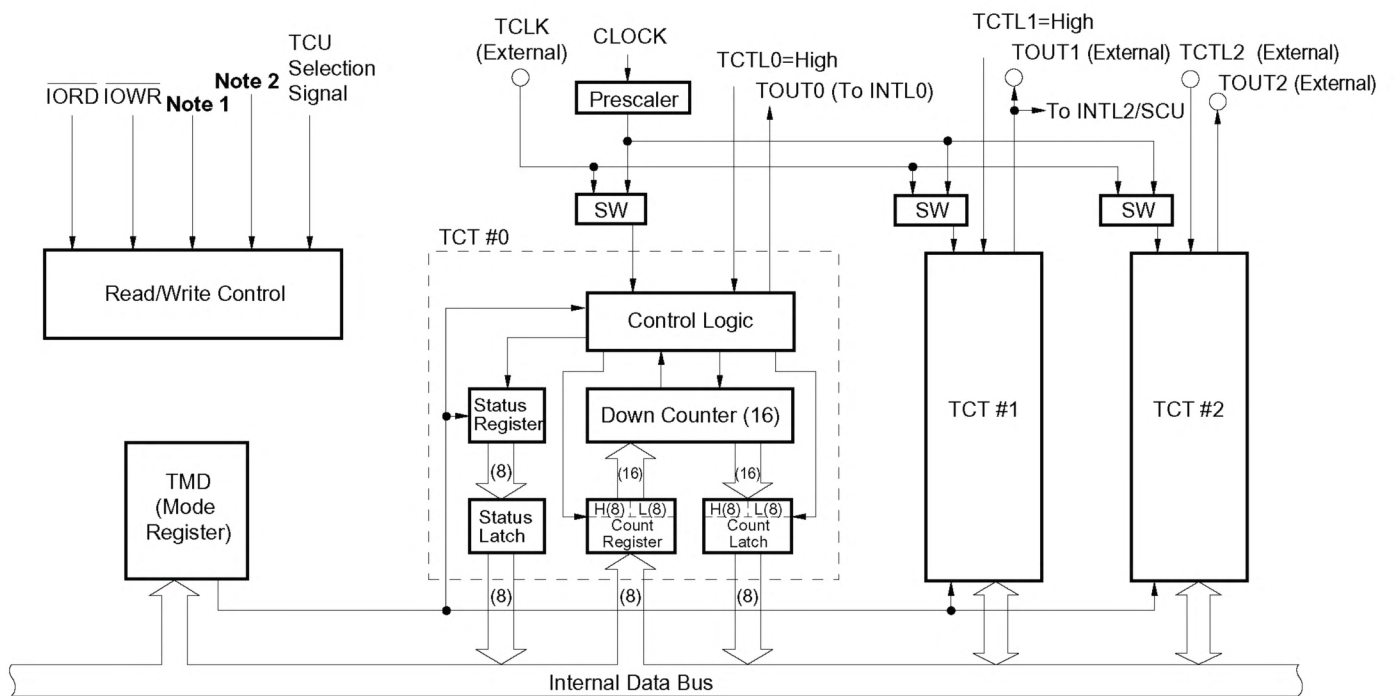 TCLK
(External)
CLOCK
TCTL0=High
TOUT0 (To INTL0)
TCTL1=High
TOUT1 (External)
TCTL2 (External)
TOUT2 (External)
To INTL2/SCU
IORD
IOWR
Note 1
Note 2
TCU
Selection
Signal
Prescaler
SW
SW
SW
Read/Write Control
TCT #0
Control Logic
Status
Register
Down Counter (16)
TCT #1
TCT #2
(8)
(16)
(16)
TMD
(Mode
Register)
Status
Latch
H(8) L(8)
Count
Register
H(8) L(8)
Count
Latch
(8)
(8)
(8)
Internal Data Bus